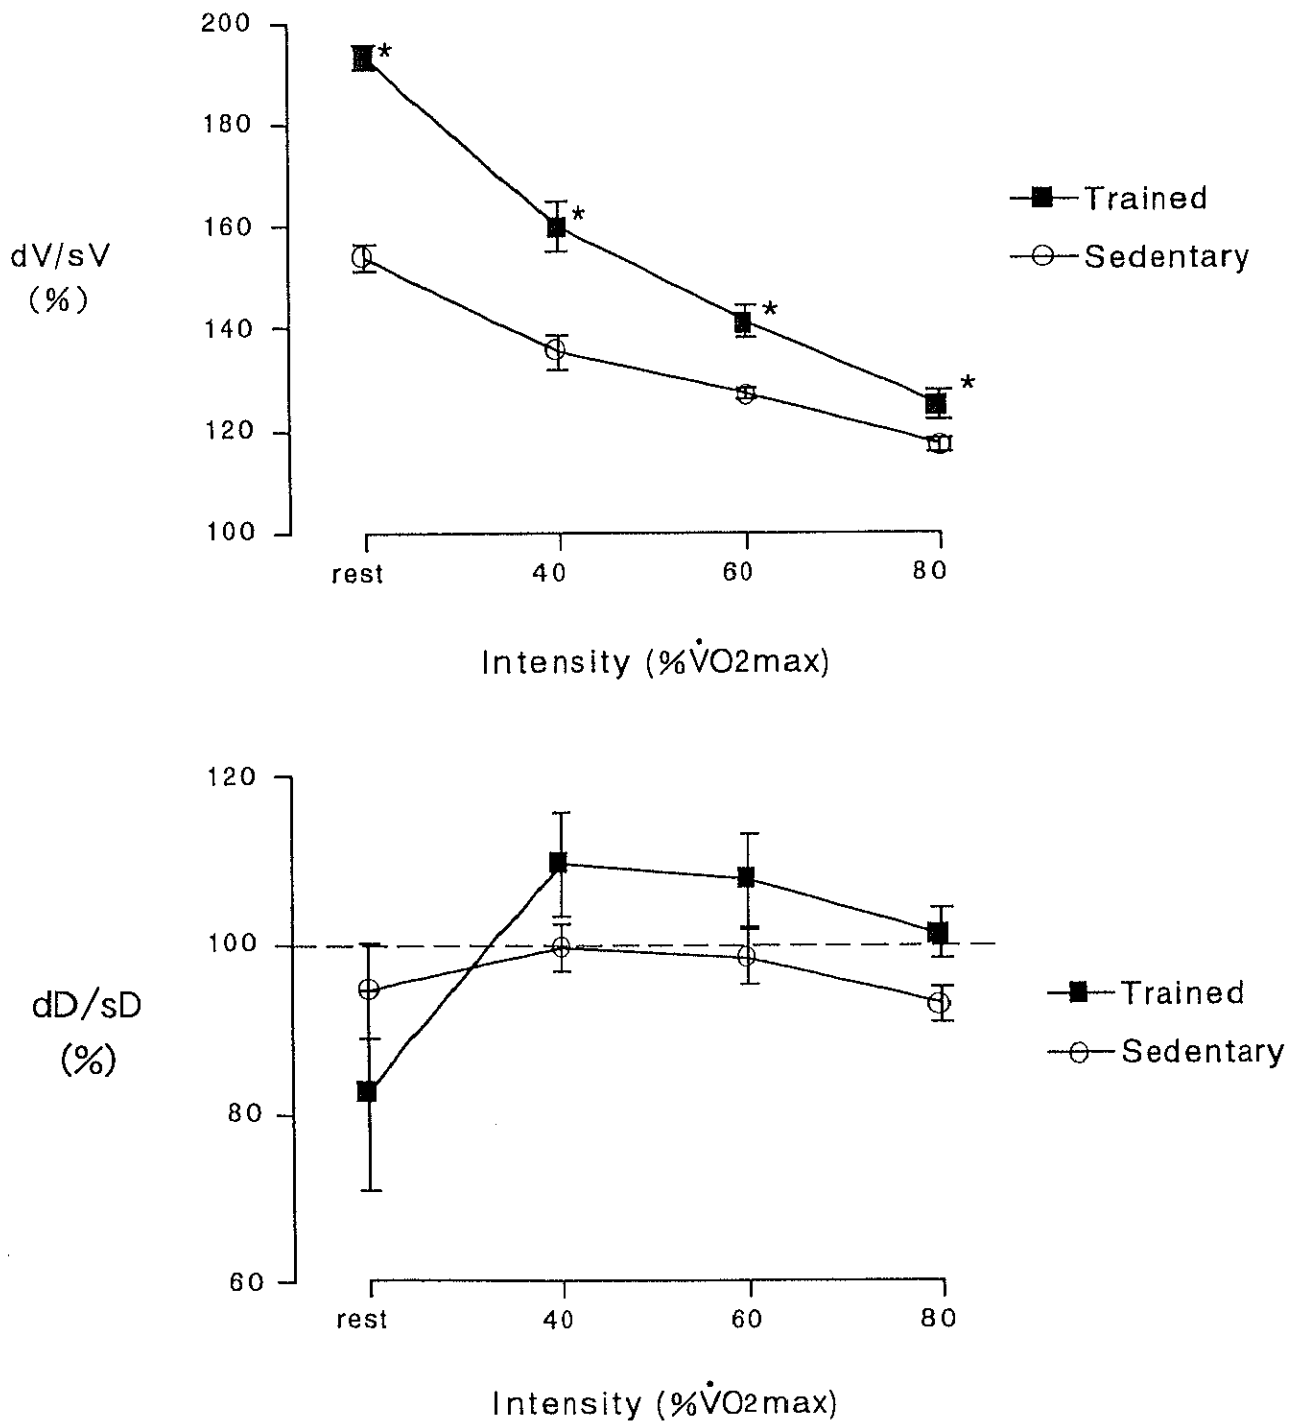 200
180
160
140
120
100
dV/sV
(%)
*
*
*
*
Trained
Sedentary
rest 40 60 80
Intensity (%V̇O2max)
120
100
80
60
dD/sD
(%)
Trained
Sedentary
rest 40 60 80
Intensity (%V̇O2max)